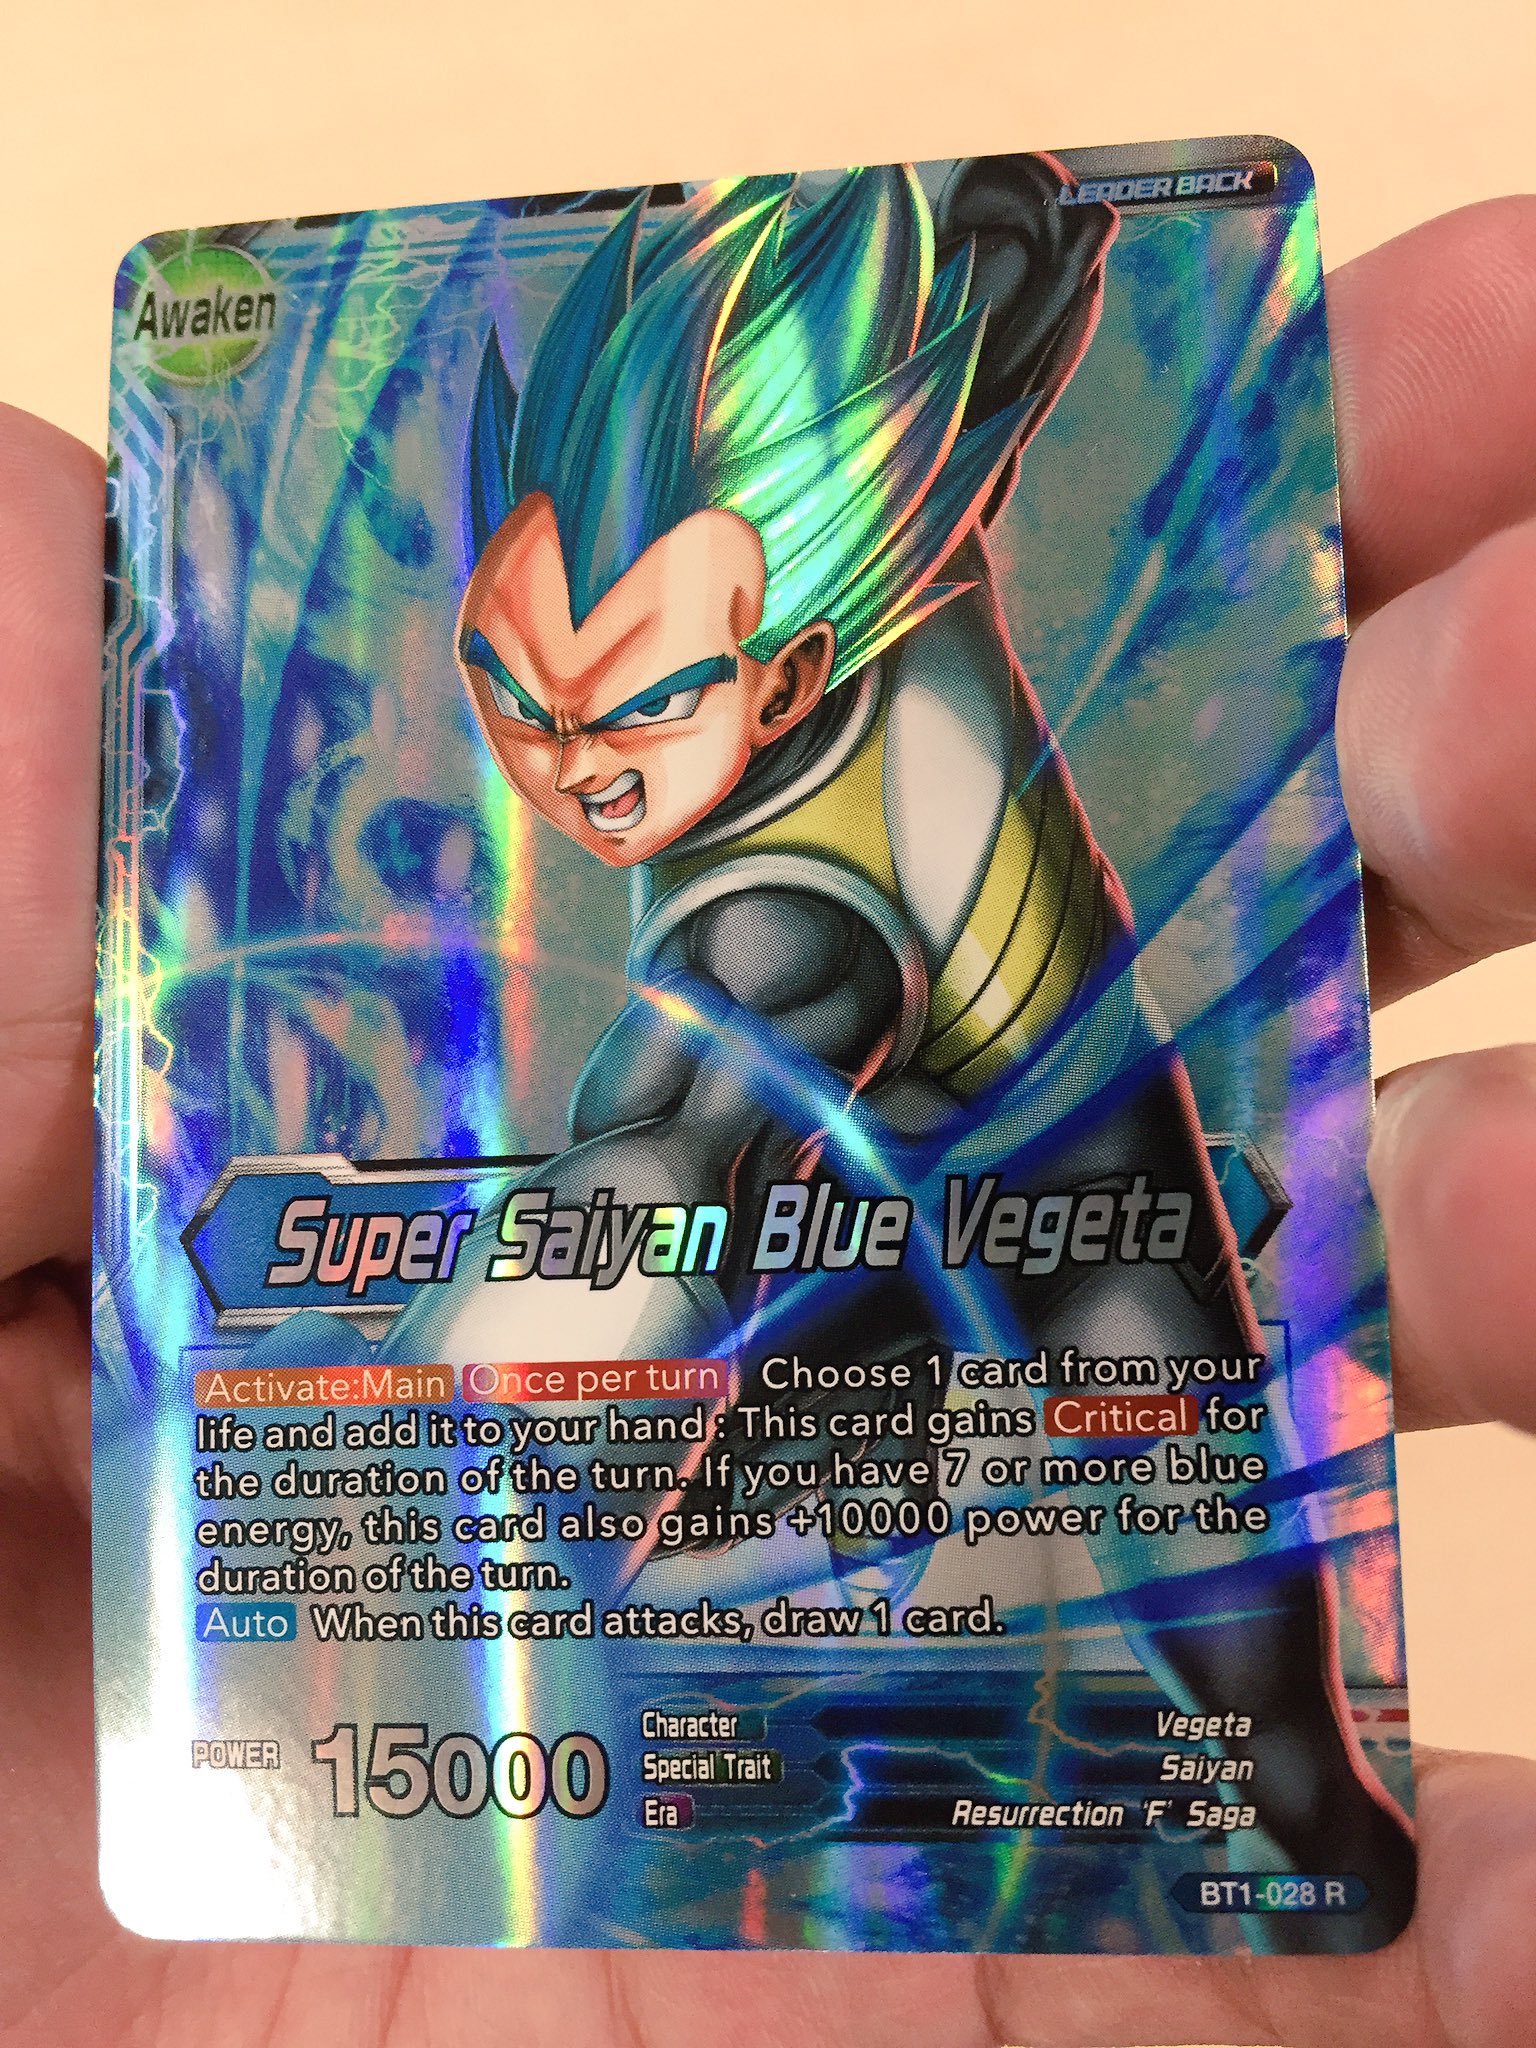 LEADER BACK
Awaken
Super Saiyan Blue Vegeta
Activate:Main Once per turn Choose 1 card from your
life and add it to your hand : This card gains Critical for
the duration of the turn. If you have 7 or more blue
energy, this card also gains +10000 power for the
duration of the turn.
Auto When this card attacks, draw 1 card.
POWER 15000
Character Vegeta
Special Trait Saiyan
Era Resurrection 'F' Saga
BT1-028 R